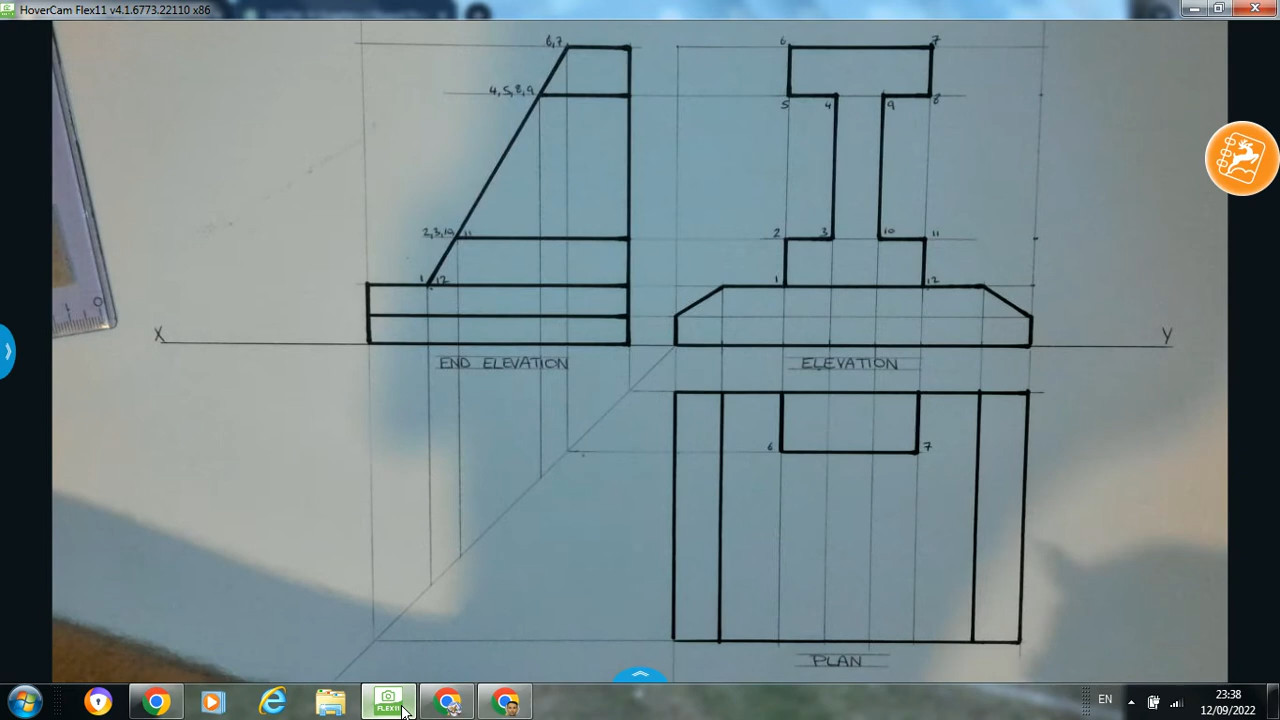 HoverCam Flex11 v4.1.6773.22110 x86
6,7
6
7
4, 5, 8, 9
5
4
9
8
2, 3, 10
11
2
3
10
11
1
12
1
12
X
Y
END ELEVATION
ELEVATION
6
7
PLAN
0
FLEX11
EN
23:38
12/09/2022